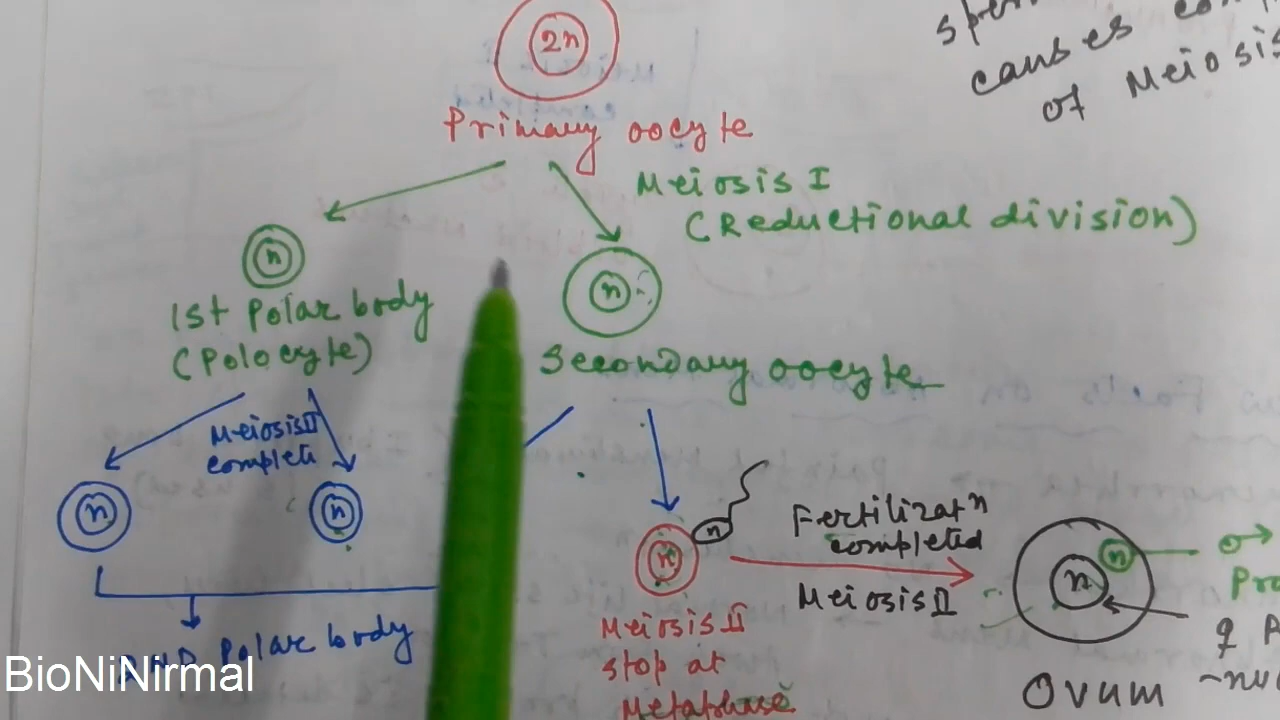 2n
Primary oocyte
causes
of Meiosis
Meiosis I
(Reductional division)
n
n
1st Polar body
(Polocyte)
Secondary oocyte
Meiosis II
complete
n
n
n
n
Fertilizatn
completed
Meiosis II
n
n
♂
♀ P
Meiosis II
stop at
Metaphase
Polar body
Ovum
BioNiNirmal